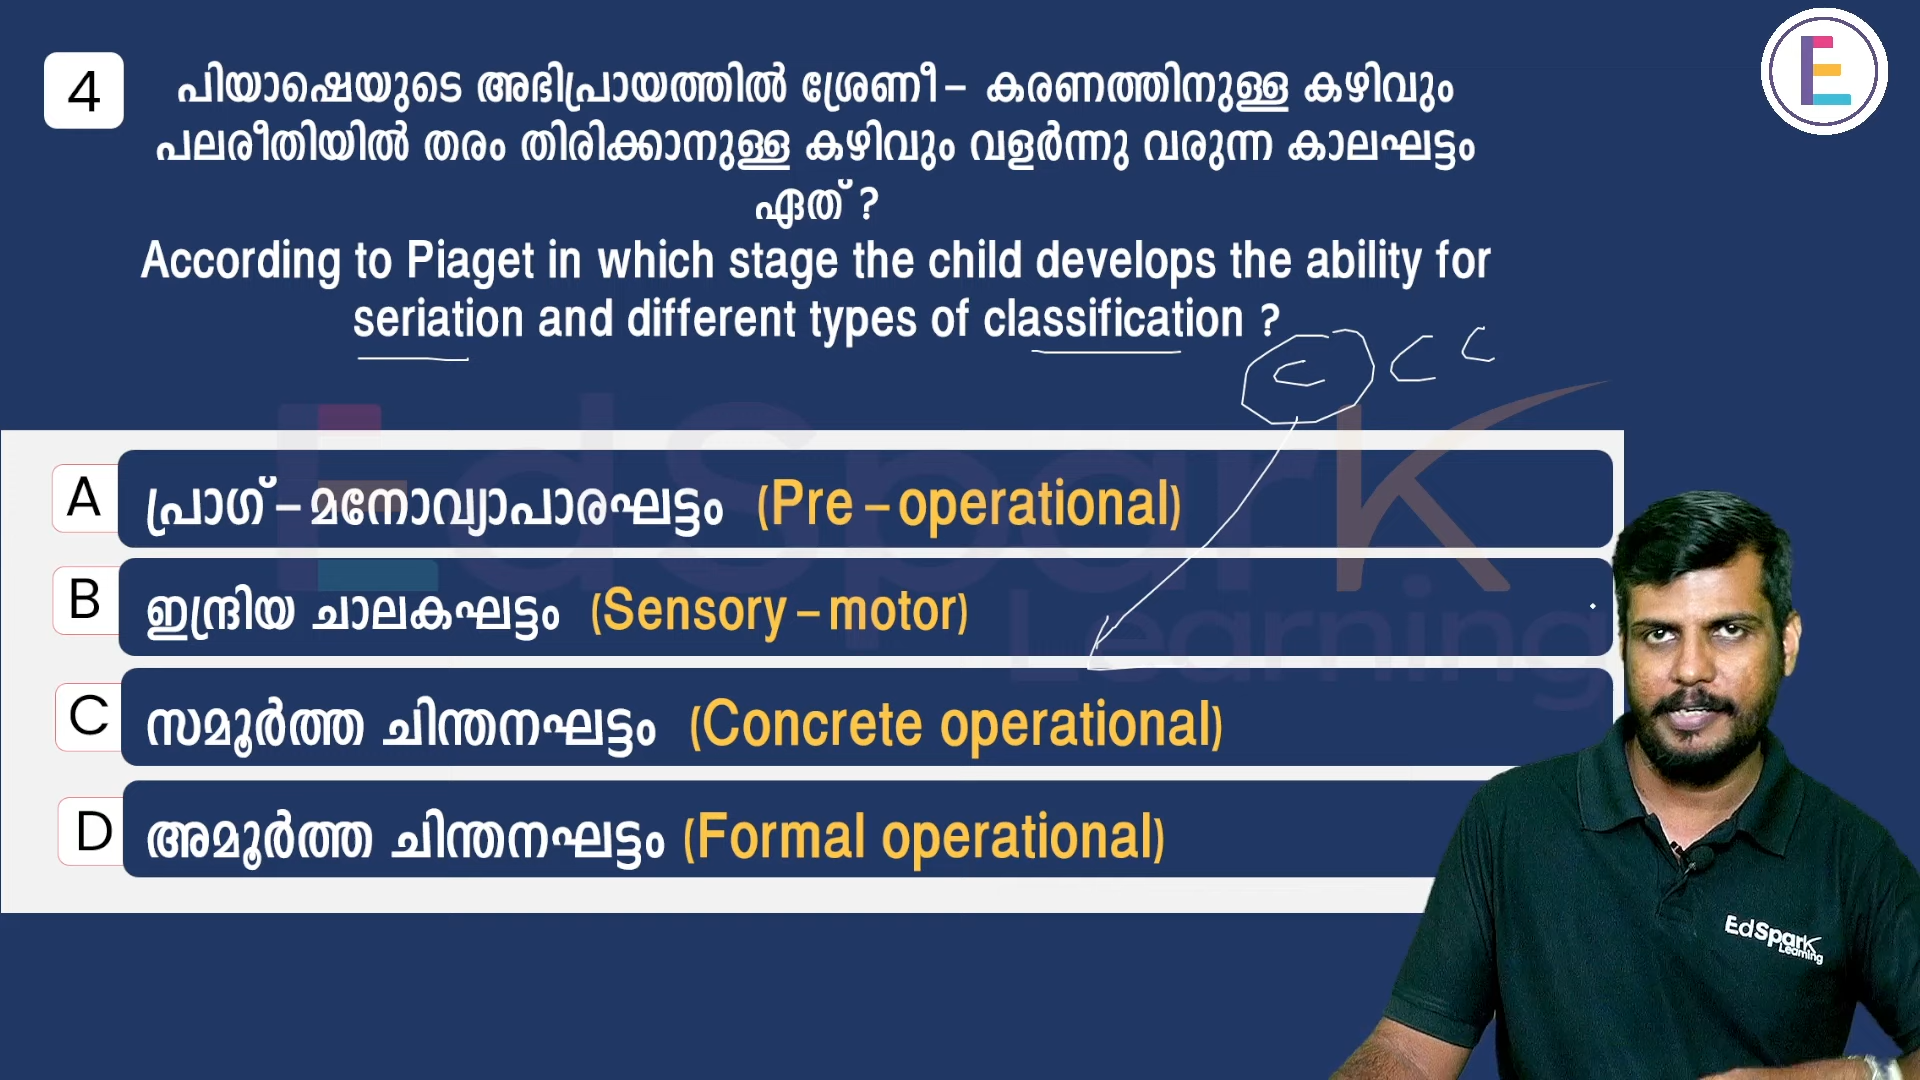 4
പിയാഷെയുടെ അഭിപ്രായത്തിൽ ശ്രേണീ – കരണത്തിനുള്ള കഴിവും
പലരീതിയിൽ തരം തിരിക്കാനുള്ള കഴിവും വളർന്നു വരുന്ന കാലഘട്ടം
ഏത് ?
According to Piaget in which stage the child develops the ability for
seriation and different types of classification ?
C C C
A പ്രാഗ് – മനോവ്യാപാരഘട്ടം (Pre – operational)
B ഇന്ദ്രിയ ചാലകഘട്ടം (Sensory – motor)
C സമൂർത്ത ചിന്തനഘട്ടം (Concrete operational)
D അമൂർത്ത ചിന്തനഘട്ടം (Formal operational)
EdSpark
Learning
E
EdSpark
Learning